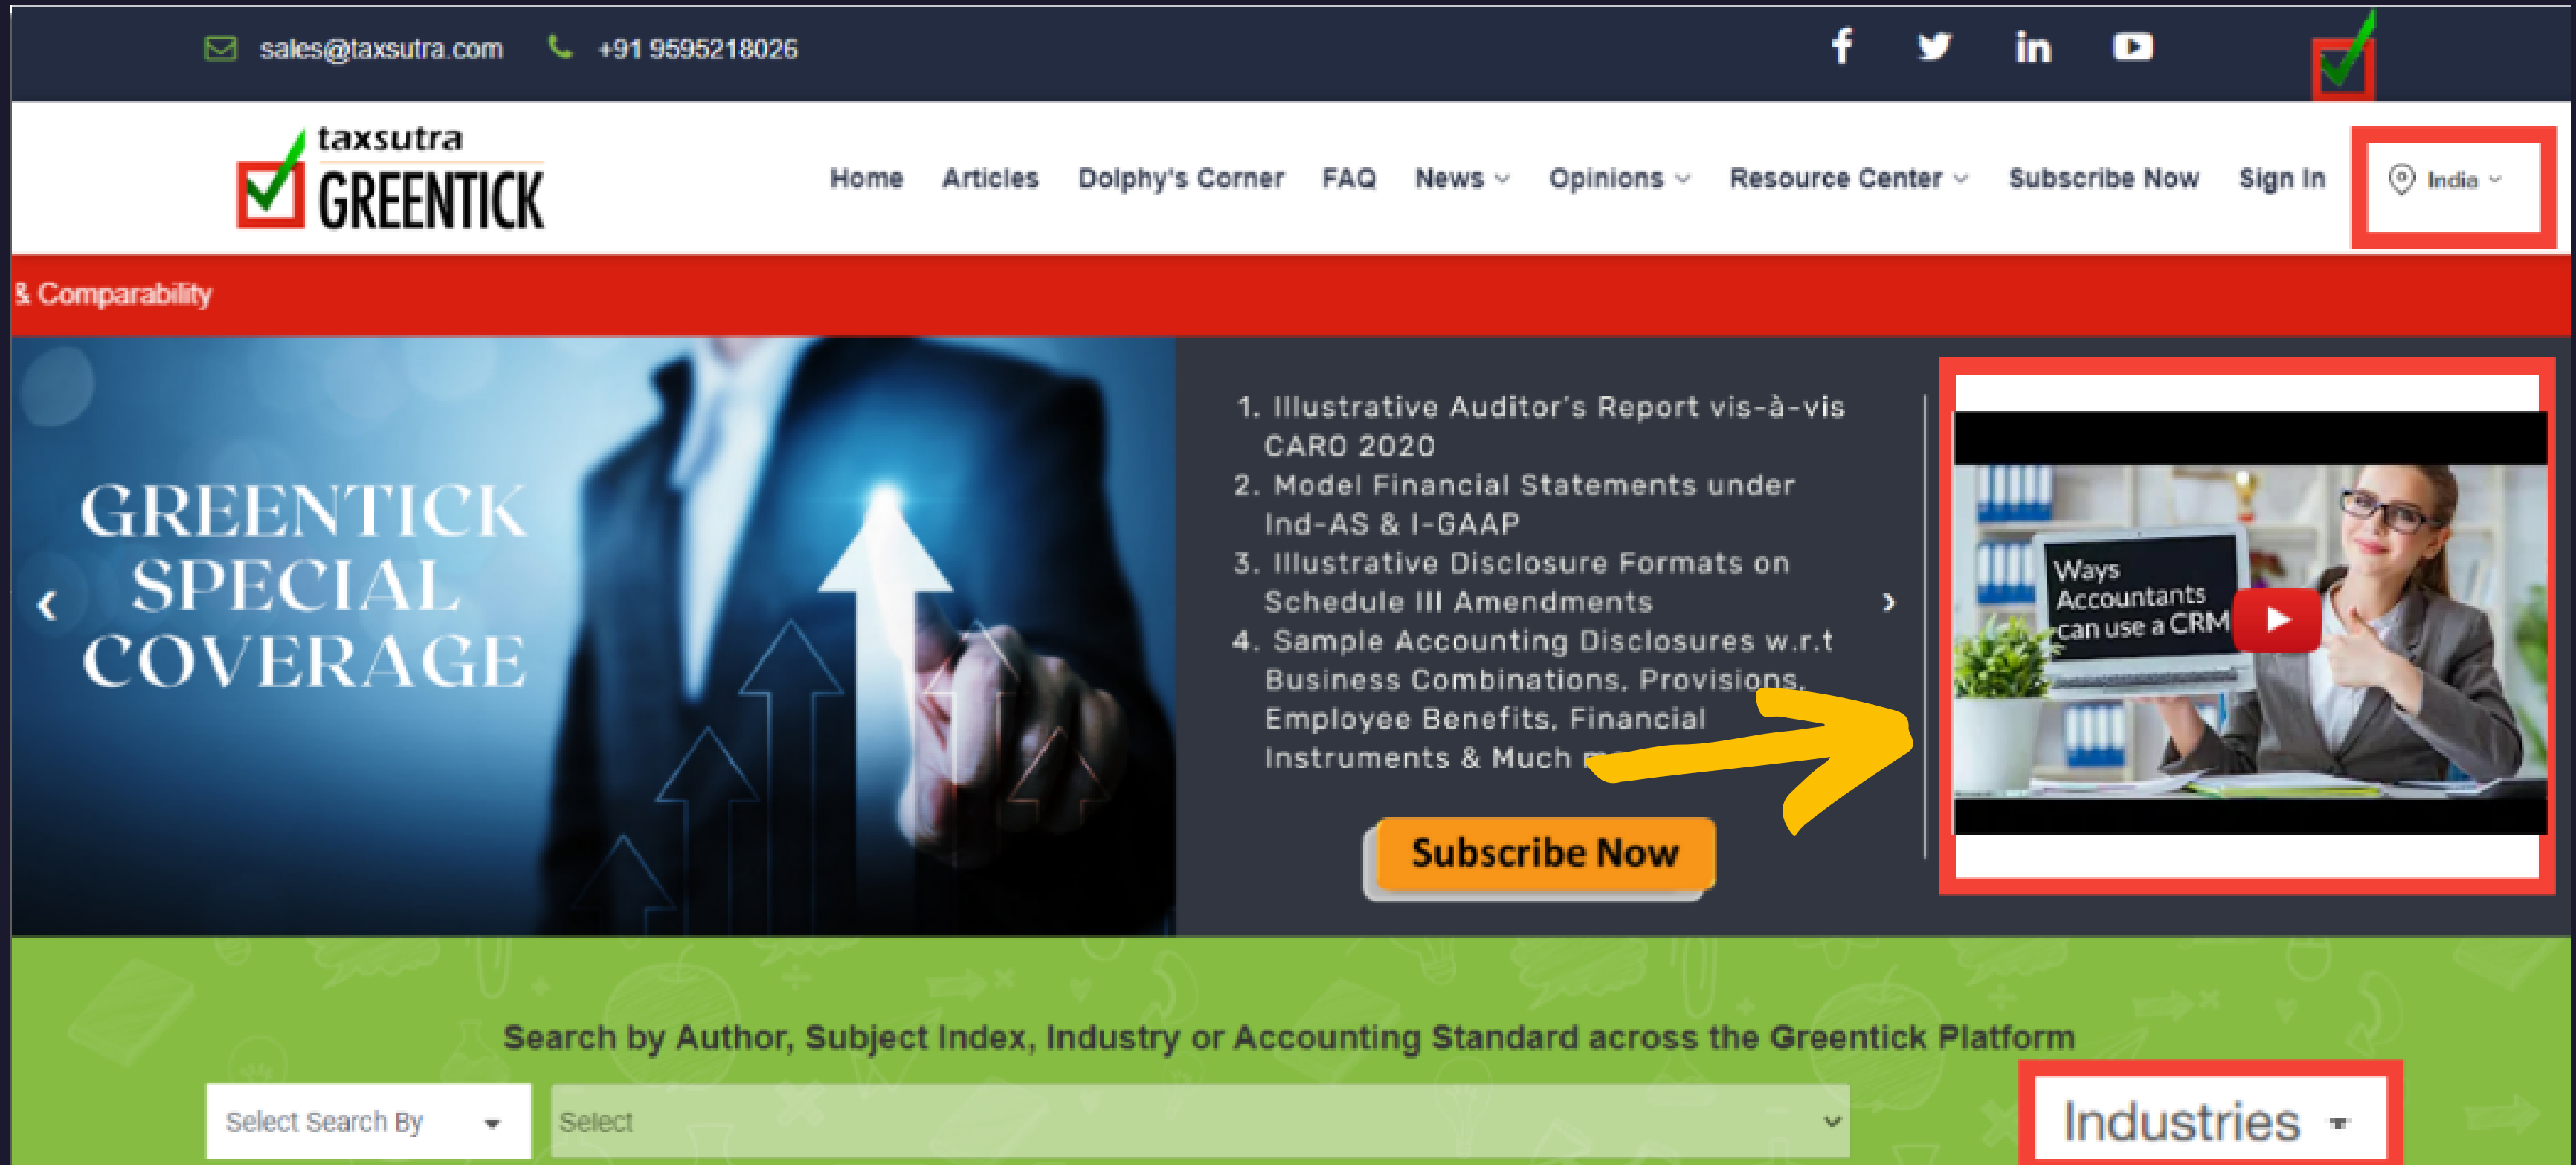 sales@taxsutra.com +91 9595218026
taxsutra
GREENTICK
Home Articles Dolphy's Corner FAQ News Opinions Resource Center Subscribe Now Sign In India
& Comparability
GREENTICK
SPECIAL
COVERAGE
1. Illustrative Auditor's Report vis-à-vis
CARO 2020
2. Model Financial Statements under
Ind-AS & I-GAAP
3. Illustrative Disclosure Formats on
Schedule III Amendments
4. Sample Accounting Disclosures w.r.t
Business Combinations, Provisions,
Employee Benefits, Financial
Instruments & Much
Subscribe Now
Ways
Accountants
can use a CRM
Search by Author, Subject Index, Industry or Accounting Standard across the Greentick Platform
Select Search By Select Industries